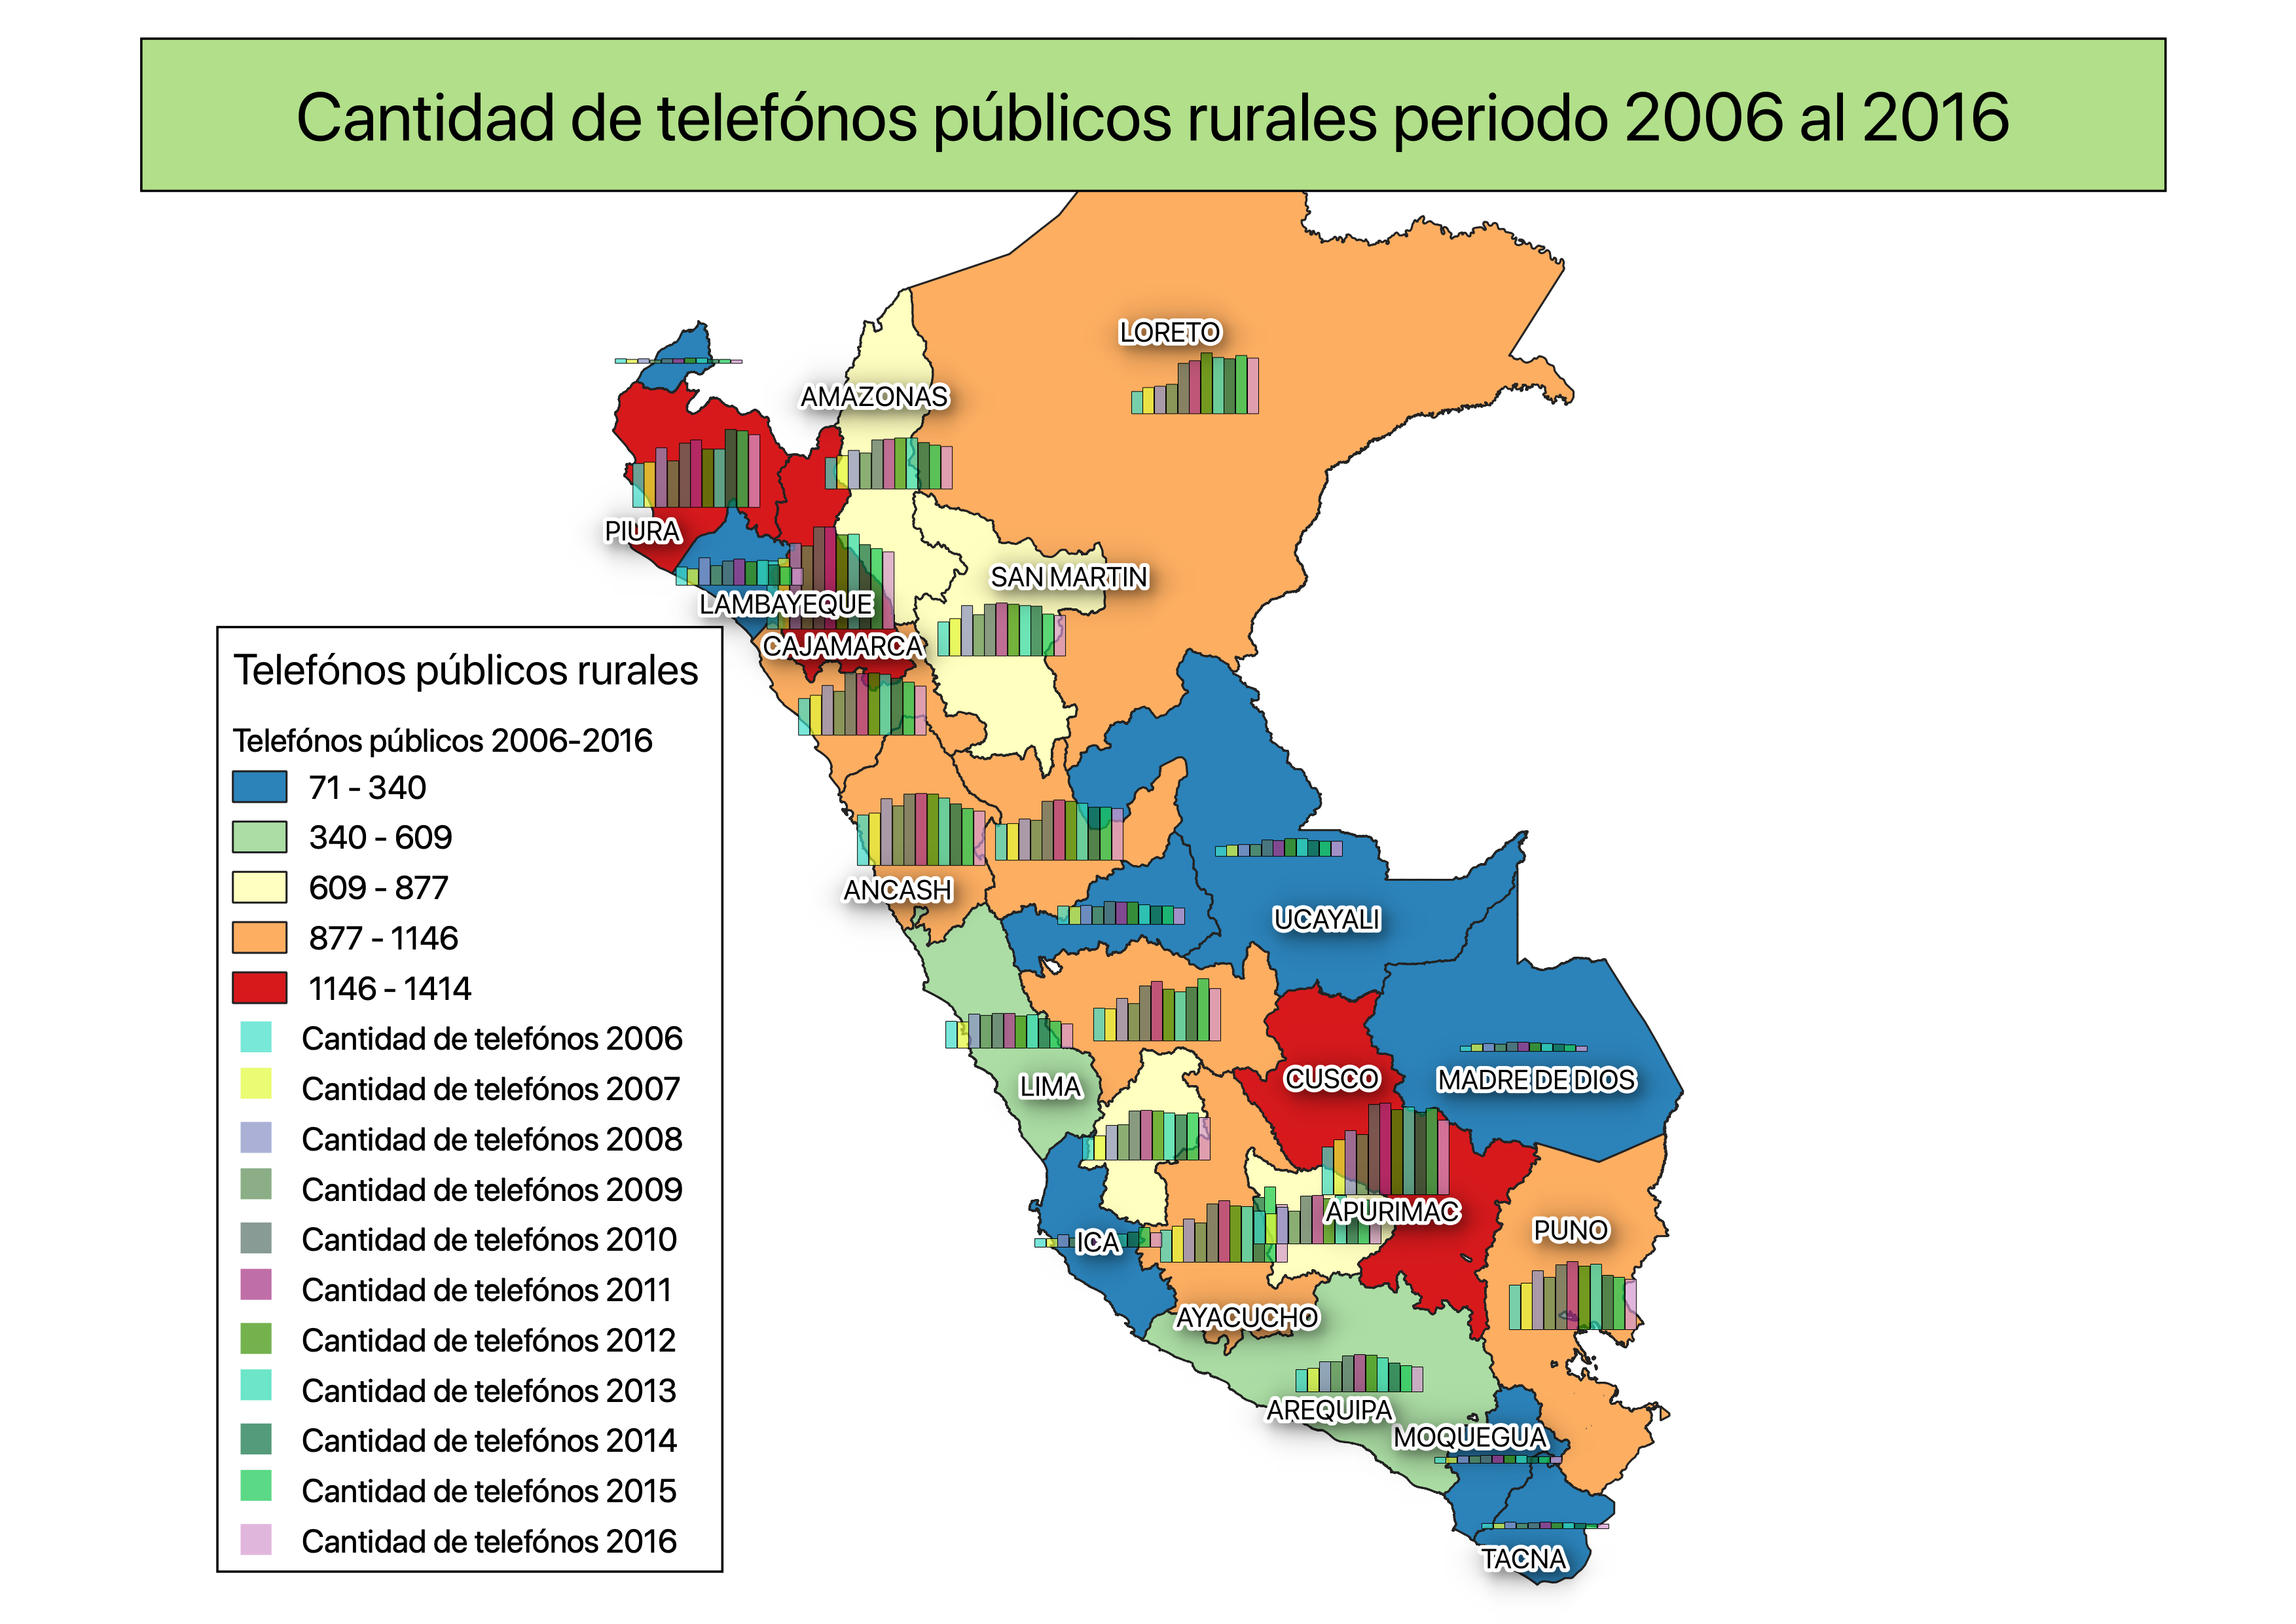 Cantidad de telefónos públicos rurales periodo 2006 al 2016
LORETO
AMAZONAS
PIURA
SAN MARTIN
LAMBAYEQUE
CAJAMARCA
ANCASH
UCAYALI
LIMA
CUSCO
MADRE DE DIOS
APURIMAC
PUNO
ICA
AYACUCHO
AREQUIPA
MOQUEGUA
TACNA
Telefónos públicos rurales
Telefónos públicos 2006-2016
71 - 340
340 - 609
609 - 877
877 - 1146
1146 - 1414
Cantidad de telefónos 2006
Cantidad de telefónos 2007
Cantidad de telefónos 2008
Cantidad de telefónos 2009
Cantidad de telefónos 2010
Cantidad de telefónos 2011
Cantidad de telefónos 2012
Cantidad de telefónos 2013
Cantidad de telefónos 2014
Cantidad de telefónos 2015
Cantidad de telefónos 2016